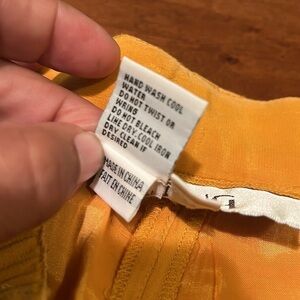 HAND WASH COOL
WATER
DO NOT TWIST OR
WRING
DO NOT BLEACH
LINE DRY. COOL IRON
DRY CLEAN IF
DESIRED
MADE IN CHINA
FAIT EN CHINE